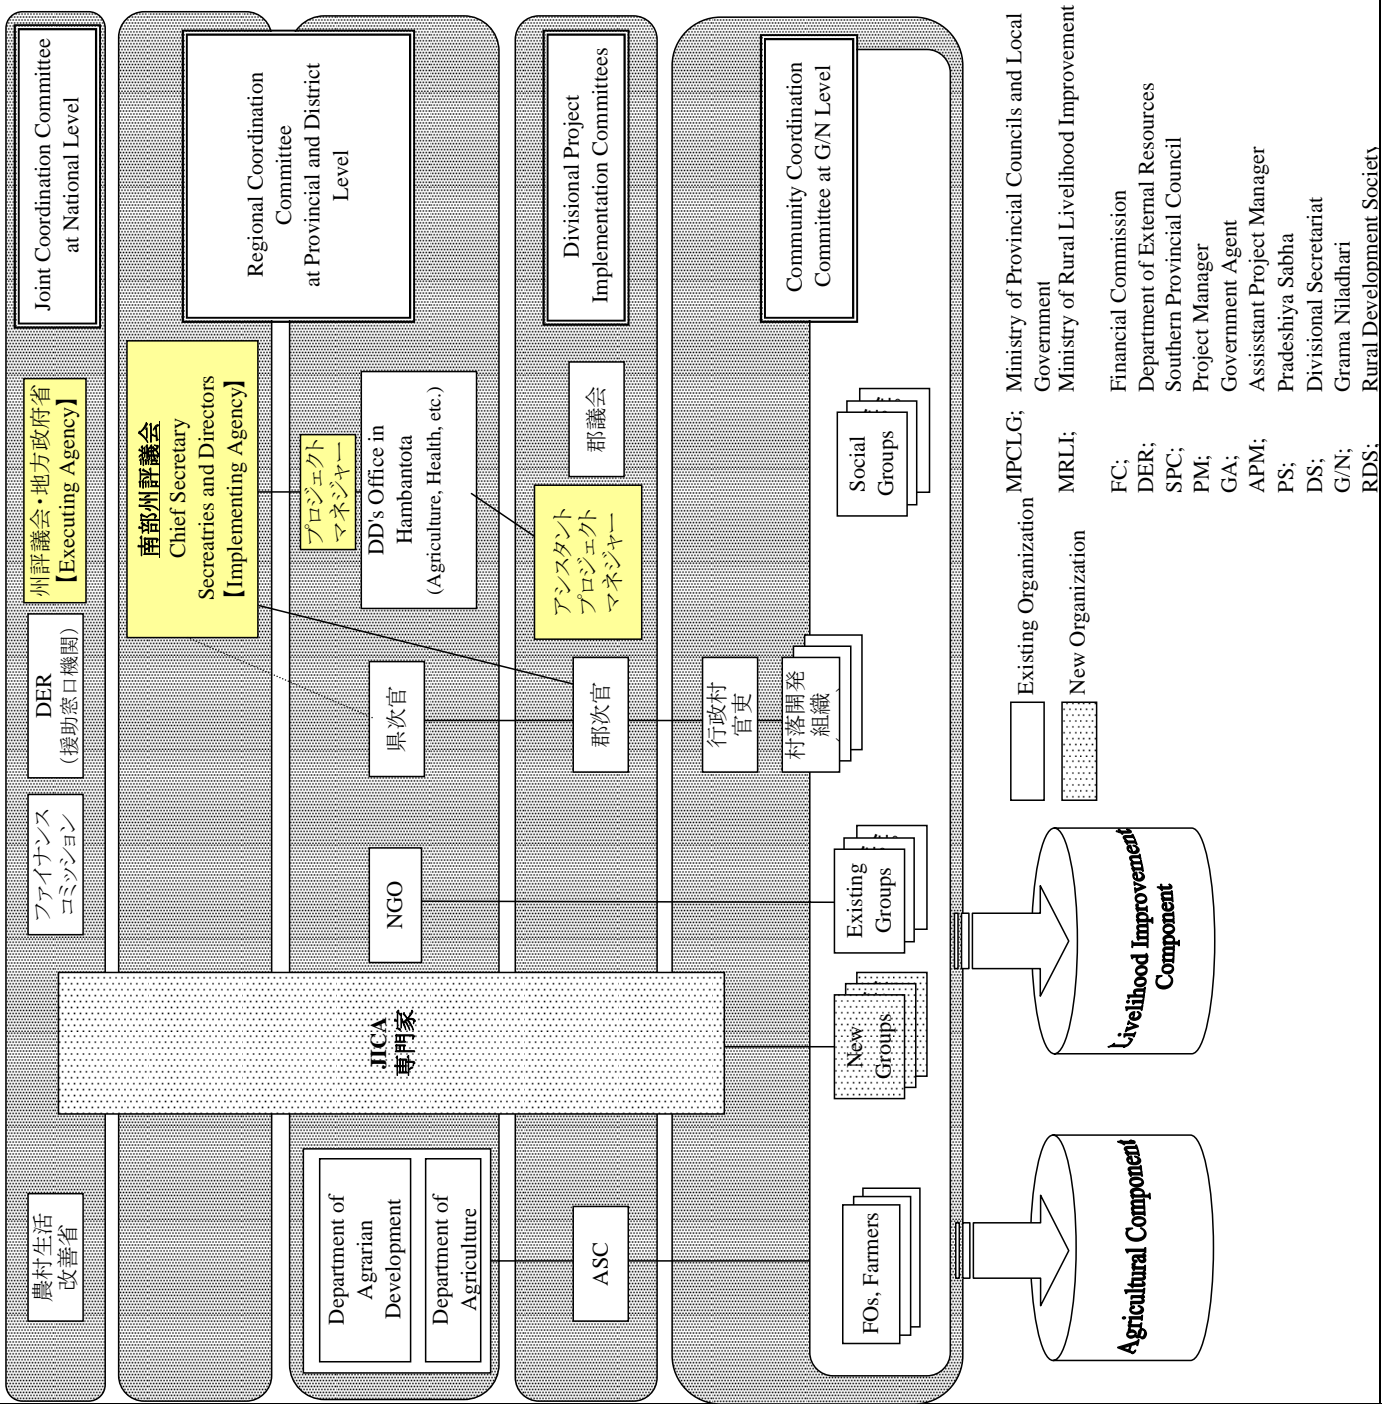 農村生活
改善省
ファイナンス
コミッション
DER
(援助窓口機関)
州評議会・地方政府省
【Executing Agency】
Joint Coordination Committee
at National Level
南部州評議会
Chief Secretary
Secreatries and Directors
【Implementing Agency】
Regional Coordination
Committee
at Provincial and District
Level
Department of
Agrarian
Development
Department of
Agriculture
JICA
専門家
NGO
県次官
プロジェクト
マネジャー
DD's Office in
Hambantota
(Agriculture, Health, etc.)
ASC
郡次官
アシスタント
プロジェクト
マネジャー
郡議会
Divisional Project
Implementation Committees
行政村
官吏
村落開発
組織
Community Coordination
Committee at G/N Level
FOs, Farmers
New
Groups
Existing
Groups
Social
Groups
Agricultural Component
Livelihood Improvement
Component
Existing Organization
New Organization
MPCLG; Ministry of Provincial Councils and Local
Government
MRLI; Ministry of Rural Livelihood Improvement
FC; Financial Commission
DER; Department of External Resources
SPC; Southern Provincial Council
PM; Project Manager
GA; Government Agent
APM; Assisstant Project Manager
PS; Pradeshiya Sabha
DS; Divisional Secretariat
G/N; Grama Niladhari
RDS; Rural Development Society